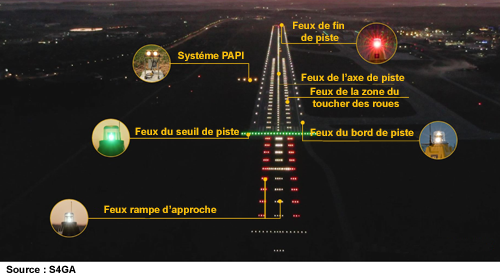 Feux de fin
de piste
Systéme PAPI
Feux de l'axe de piste
Feux de la zone du
toucher des roues
Feux du seuil de piste
Feux du bord de piste
Feux rampe d'approche
Source : S4GA